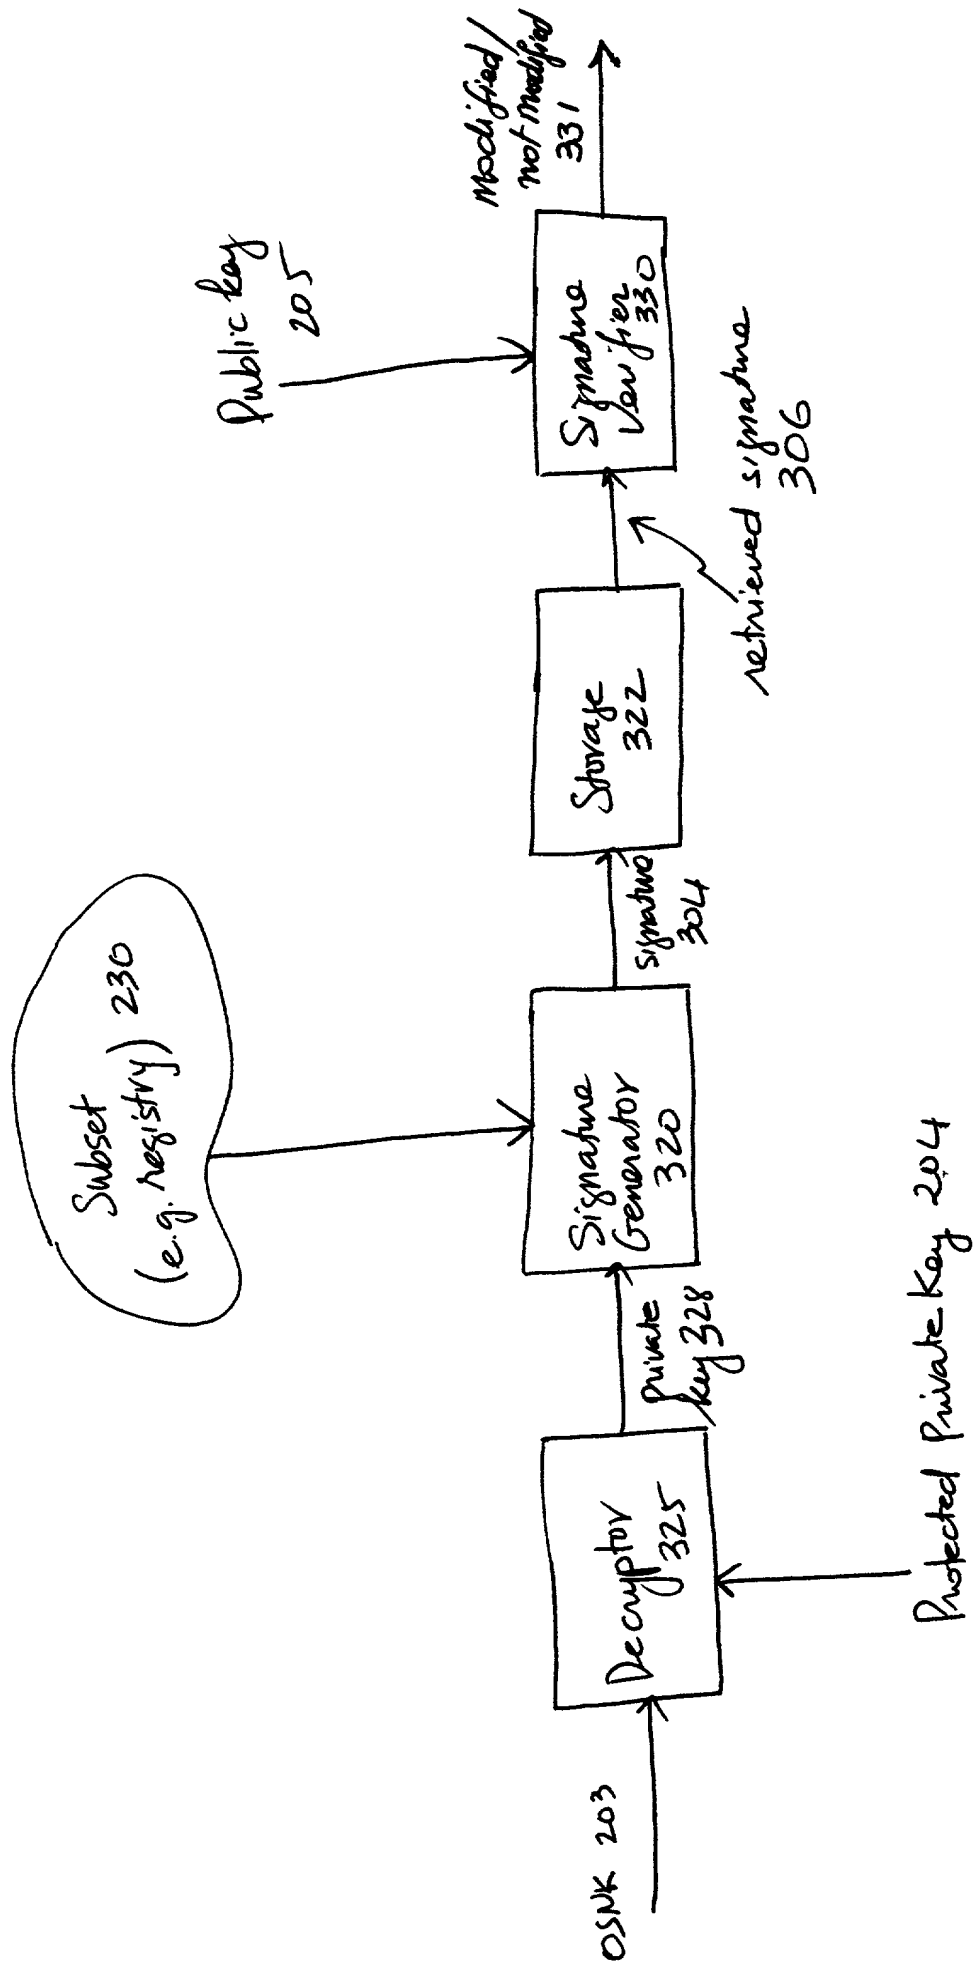 Subset
(e.g. registry) 230
Public key
205
modified/
not modified
331
OSNK 203
Decryptor
325
private
key 328
Signature
Generator
320
signature
304
Storage
322
Signature
Verifier
330
retrieved signature
306
Protected Private Key 204